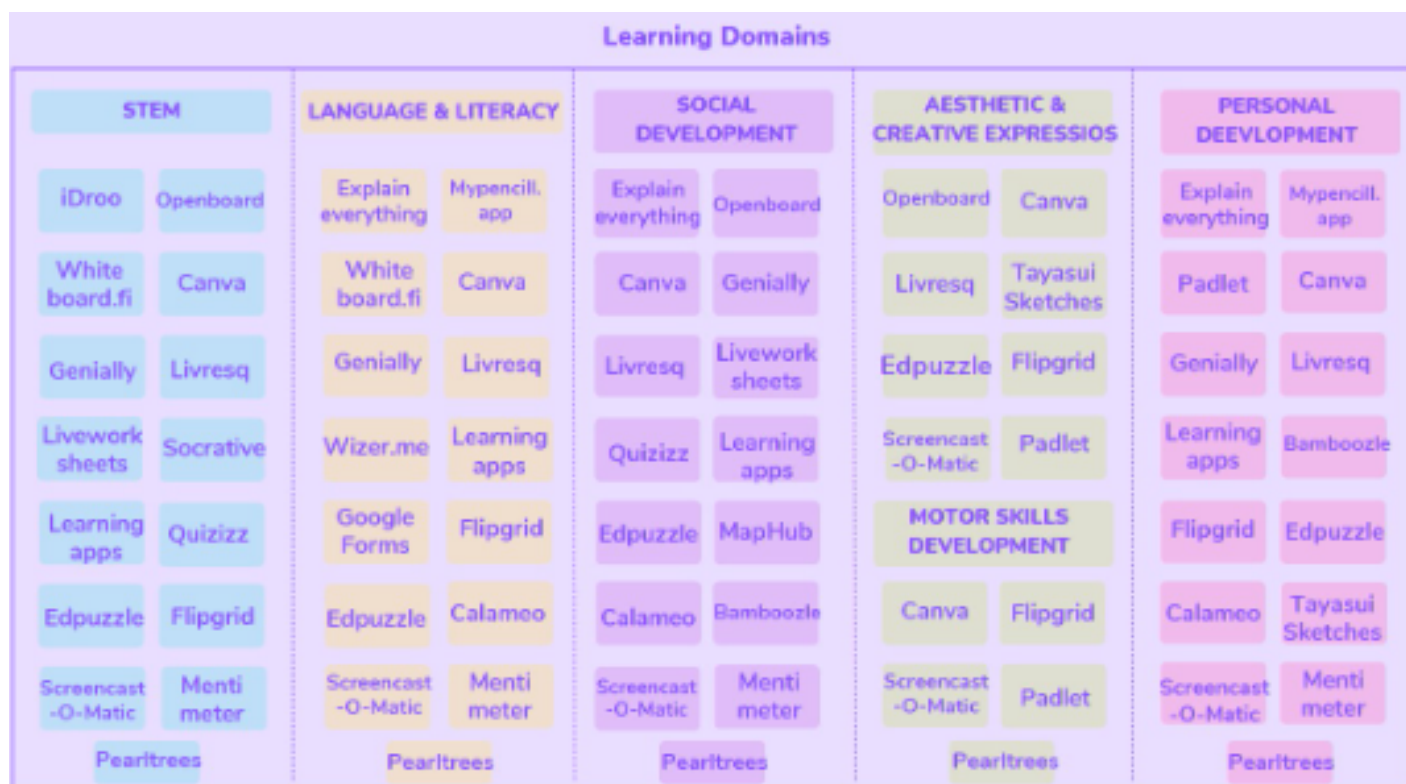 Learning Domains
STEM
iDroo
Openboard
White
board.fi
Canva
Genially
Livresq
Livework
sheets
Socrative
Learning
apps
Quizizz
Edpuzzle
Flipgrid
Screencast
-O-Matic
Menti
meter
Pearltrees
LANGUAGE & LITERACY
Explain
everything
Mypencill.
app
White
board.fi
Canva
Genially
Livresq
Wizer.me
Learning
apps
Google
Forms
Flipgrid
Edpuzzle
Calameo
Screencast
-O-Matic
Menti
meter
Pearltrees
SOCIAL
DEVELOPMENT
Explain
everything
Openboard
Canva
Genially
Livresq
Livework
sheets
Quizizz
Learning
apps
Edpuzzle
MapHub
Calameo
Bamboozle
Screencast
-O-Matic
Menti
meter
Pearltrees
AESTHETIC &
CREATIVE EXPRESSIOS
Openboard
Canva
Livresq
Tayasui
Sketches
Edpuzzle
Flipgrid
Screencast
-O-Matic
Padlet
MOTOR SKILLS
DEVELOPMENT
Canva
Flipgrid
Screencast
-O-Matic
Padlet
Pearltrees
PERSONAL
DEEVLOPMENT
Explain
everything
Mypencill.
app
Padlet
Canva
Genially
Livresq
Learning
apps
Bamboozle
Flipgrid
Edpuzzle
Calameo
Tayasui
Sketches
Screencast
-O-Matic
Menti
meter
Pearltrees